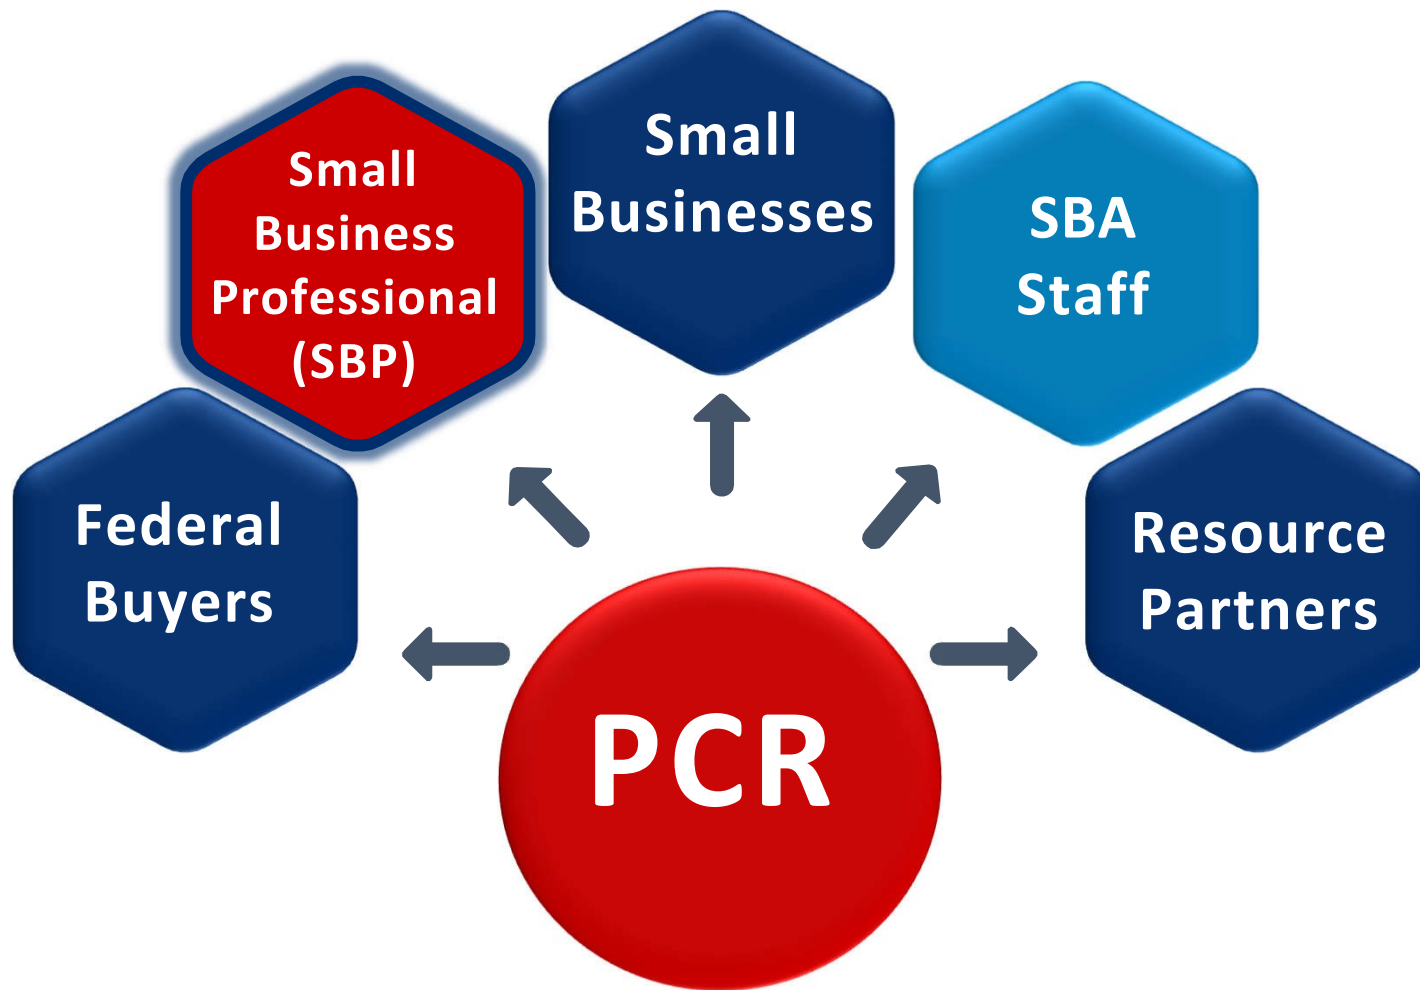 Small
Business
Professional
(SBP)
Small
Businesses
SBA
Staff
Federal
Buyers
Resource
Partners
PCR